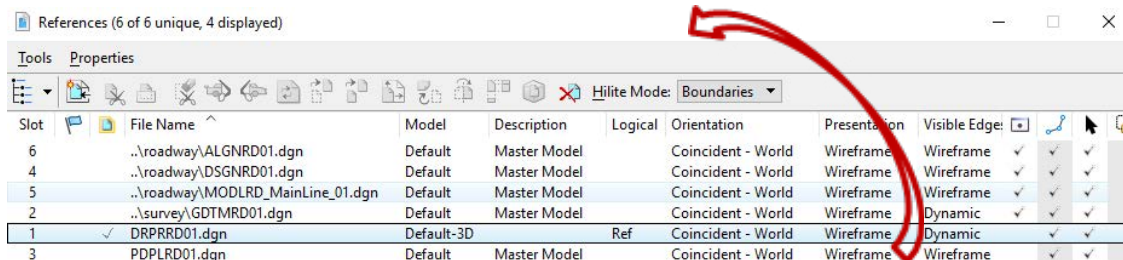 References (6 of 6 unique, 4 displayed)
Tools Properties
Hilite Mode: Boundaries
Slot File Name Model Description Logical Orientation Presentation Visible Edge:
6 ..\roadway\ALGNRD01.dgn Default Master Model Coincident - World Wireframe Wireframe
4 ..\roadway\DSGNRD01.dgn Default Master Model Coincident - World Wireframe Wireframe
5 ..\roadway\MODLRD_MainLine_01.dgn Default Master Model Coincident - World Wireframe Wireframe
2 ..\survey\GDTMRD01.dgn Default Master Model Coincident - World Wireframe Dynamic
1 DRPRRD01.dgn Default-3D Ref Coincident - World Wireframe Dynamic
3 PDPLRD01.dgn Default Master Model Coincident - World Wireframe Wireframe